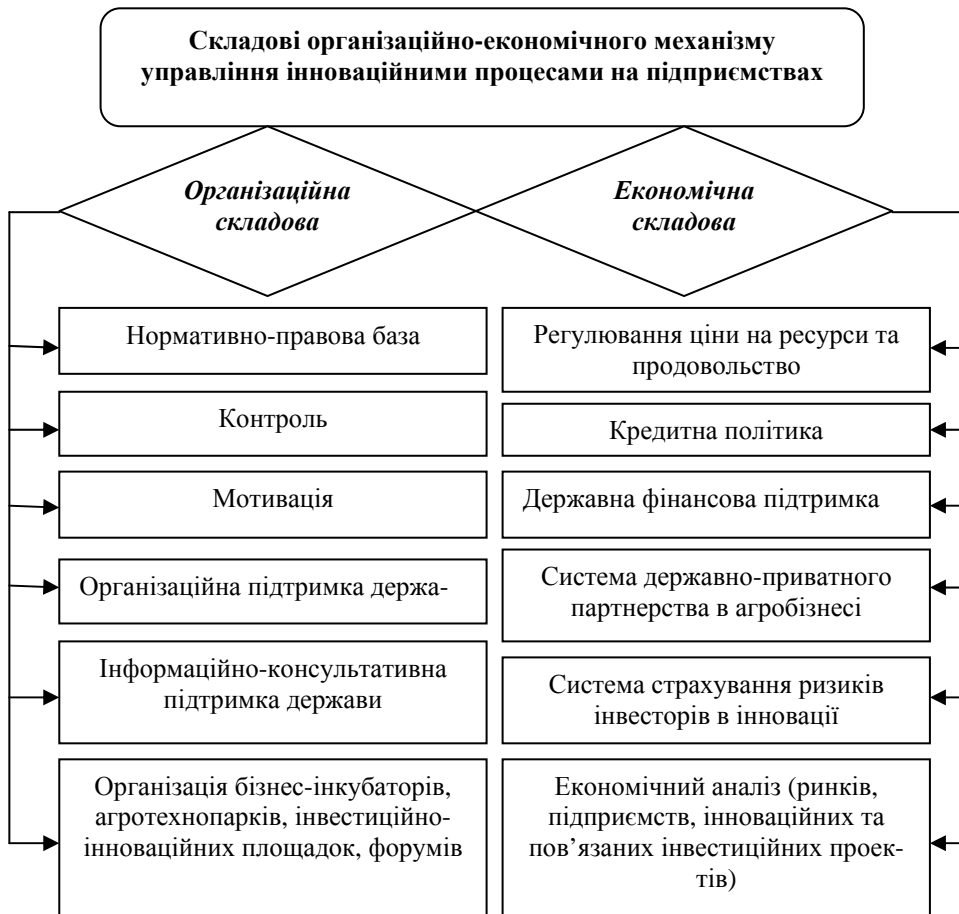 Складові організаційно-економічного механізму
управління інноваційними процесами на підприємствах
Організаційна
складова
Економічна
складова
Нормативно-правова база
Контроль
Мотивація
Організаційна підтримка держа-
Інформаційно-консультативна
підтримка держави
Організація бізнес-інкубаторів,
агротехнопарків, інвестиційно-
інноваційних площадок, форумів
Регулювання ціни на ресурси та
продовольство
Кредитна політика
Державна фінансова підтримка
Система державно-приватного
партнерства в агробізнесі
Система страхування ризиків
інвесторів в інновації
Економічний аналіз (ринків,
підприємств, інноваційних та
пов’язаних інвестиційних проек-
тів)